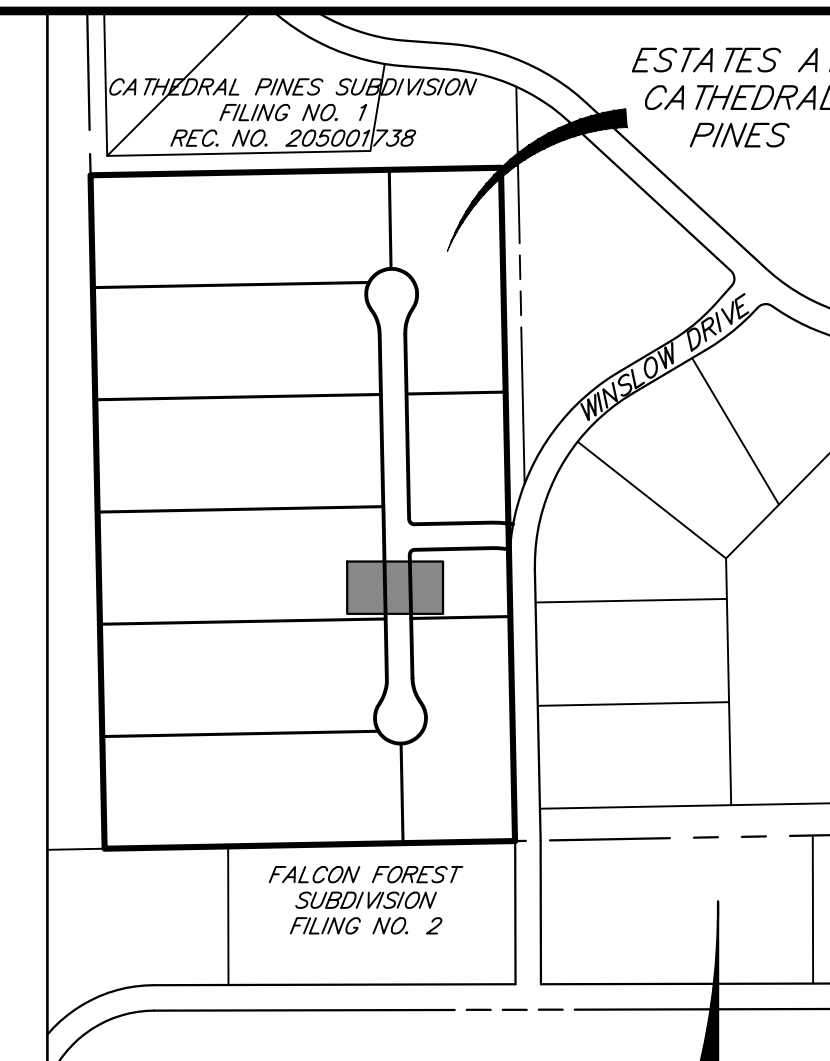 CATHEDRAL PINES SUBDIVISION
FILING NO. 1
REC. NO. 205001738
ESTATES A
CATHEDRAL
PINES
WINSLOW DRIVE
FALCON FOREST
SUBDIVISION
FILING NO. 2